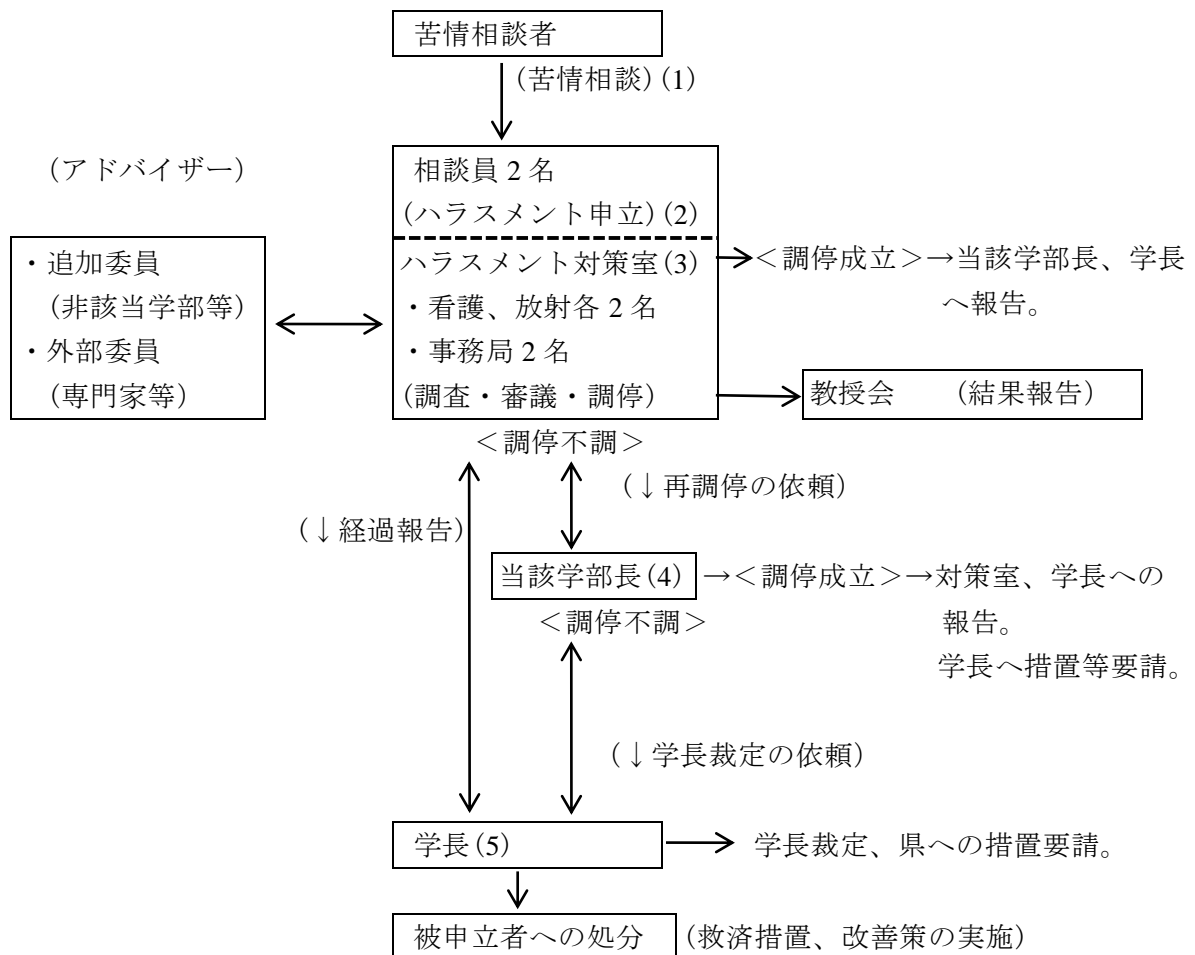 苦情相談者
(苦情相談)(1)
(アドバイザー)
相談員 2 名
(ハラスメント申立)(2)
・追加委員
(非該当学部等)
・外部委員
(専門家等)
ハラスメント対策室(3)
・看護、放射各 2 名
・事務局 2 名
(調査・審議・調停)
＜調停成立＞→当該学部長、学長
へ報告。
教授会　　(結果報告)
＜調停不調＞
(↓再調停の依頼)
(↓経過報告)
当該学部長(4)
→＜調停成立＞→対策室、学長への
報告。
学長へ措置等要請。
＜調停不調＞
(↓学長裁定の依頼)
学長(5)
学長裁定、県への措置要請。
被申立者への処分
(救済措置、改善策の実施)